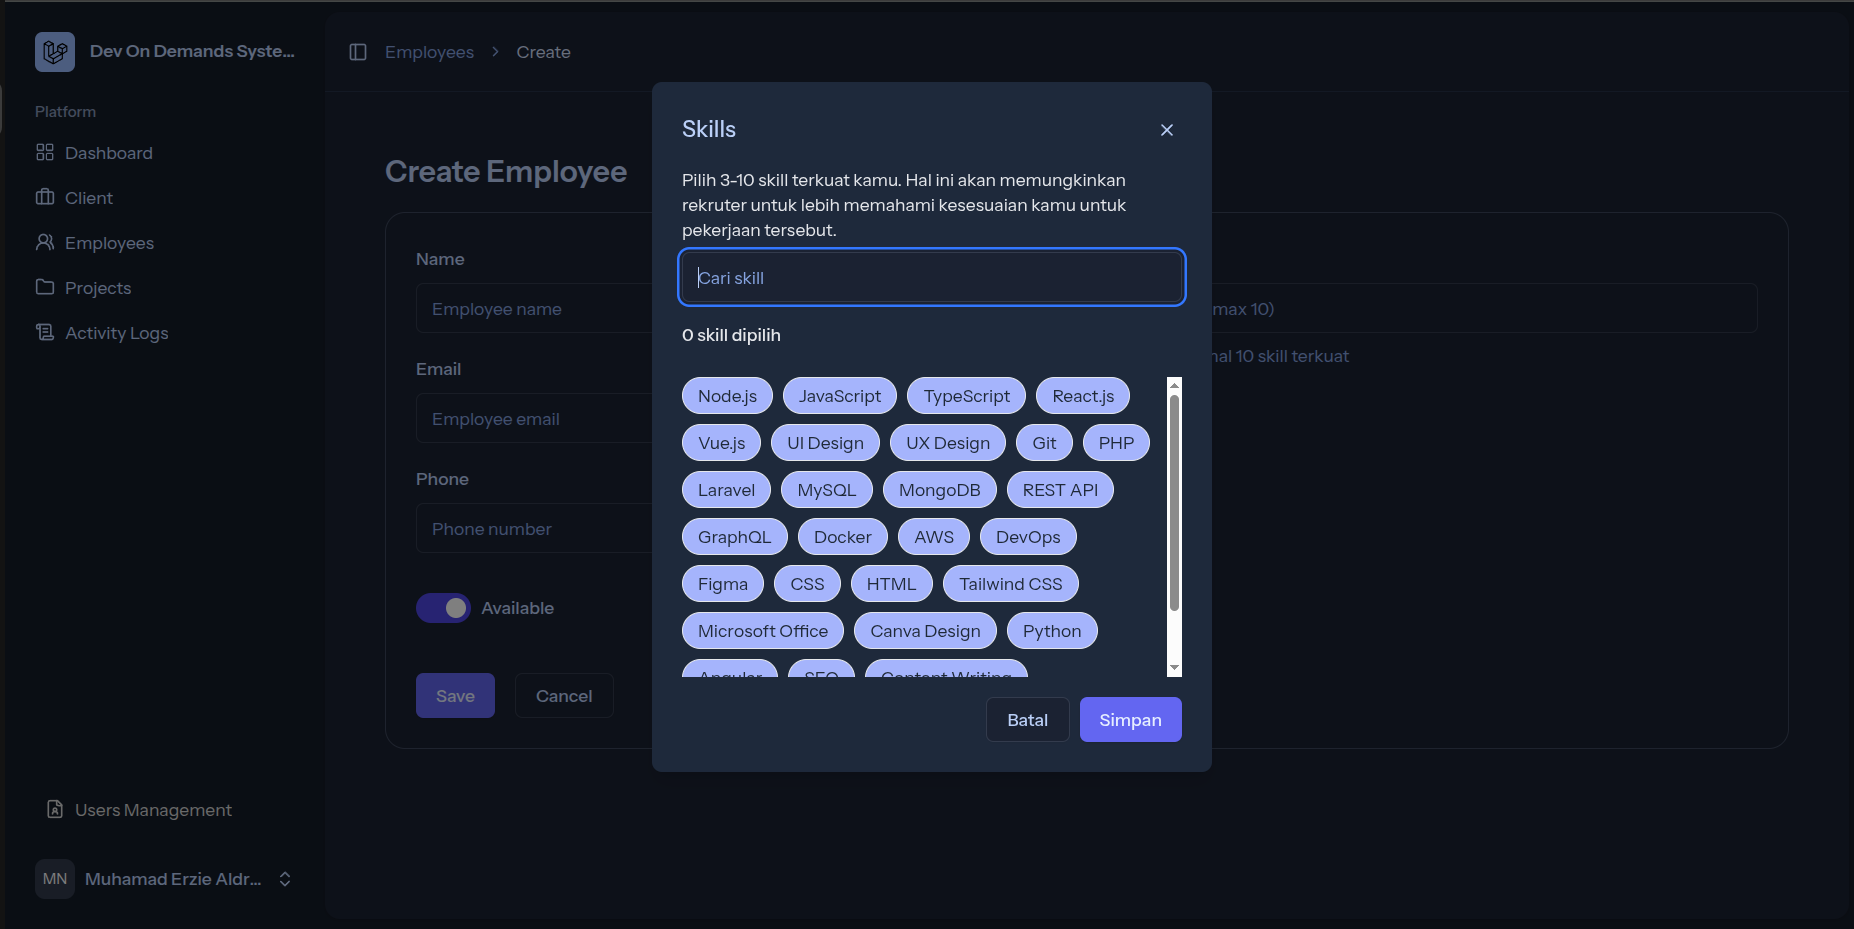 Dev On Demands Syste...
Platform
Dashboard
Client
Employees
Projects
Activity Logs
Users Management
MN
Muhamad Erzie Aldr...
Employees > Create
Create Employee
Name
Employee name
Email
Employee email
Phone
Phone number
Available
Save Cancel
max 10)
10 skill terkuat
Skills
Pilih 3-10 skill terkuat kamu. Hal ini akan memungkinkan
rekruter untuk lebih memahami kesesuaian kamu untuk
pekerjaan tersebut.
Cari skill
0 skill dipilih
Node.js JavaScript TypeScript React.js
Vue.js UI Design UX Design Git PHP
Laravel MySQL MongoDB REST API
GraphQL Docker AWS DevOps
Figma CSS HTML Tailwind CSS
Microsoft Office Canva Design Python
Angular SEO Content Writing
Batal Simpan